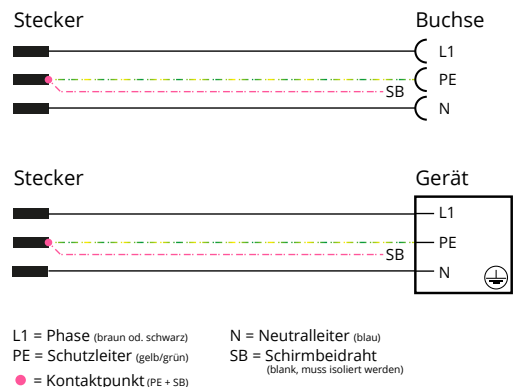 Stecker Buchse
L1
PE
SB
N
Stecker Gerät
L1
PE
SB
N
L1 = Phase (braun od. schwarz) N = Neutralleiter (blau)
PE = Schutzleiter (gelb/grün) SB = Schirmbeidraht
(blank, muss isoliert werden)
= Kontaktpunkt (PE + SB)